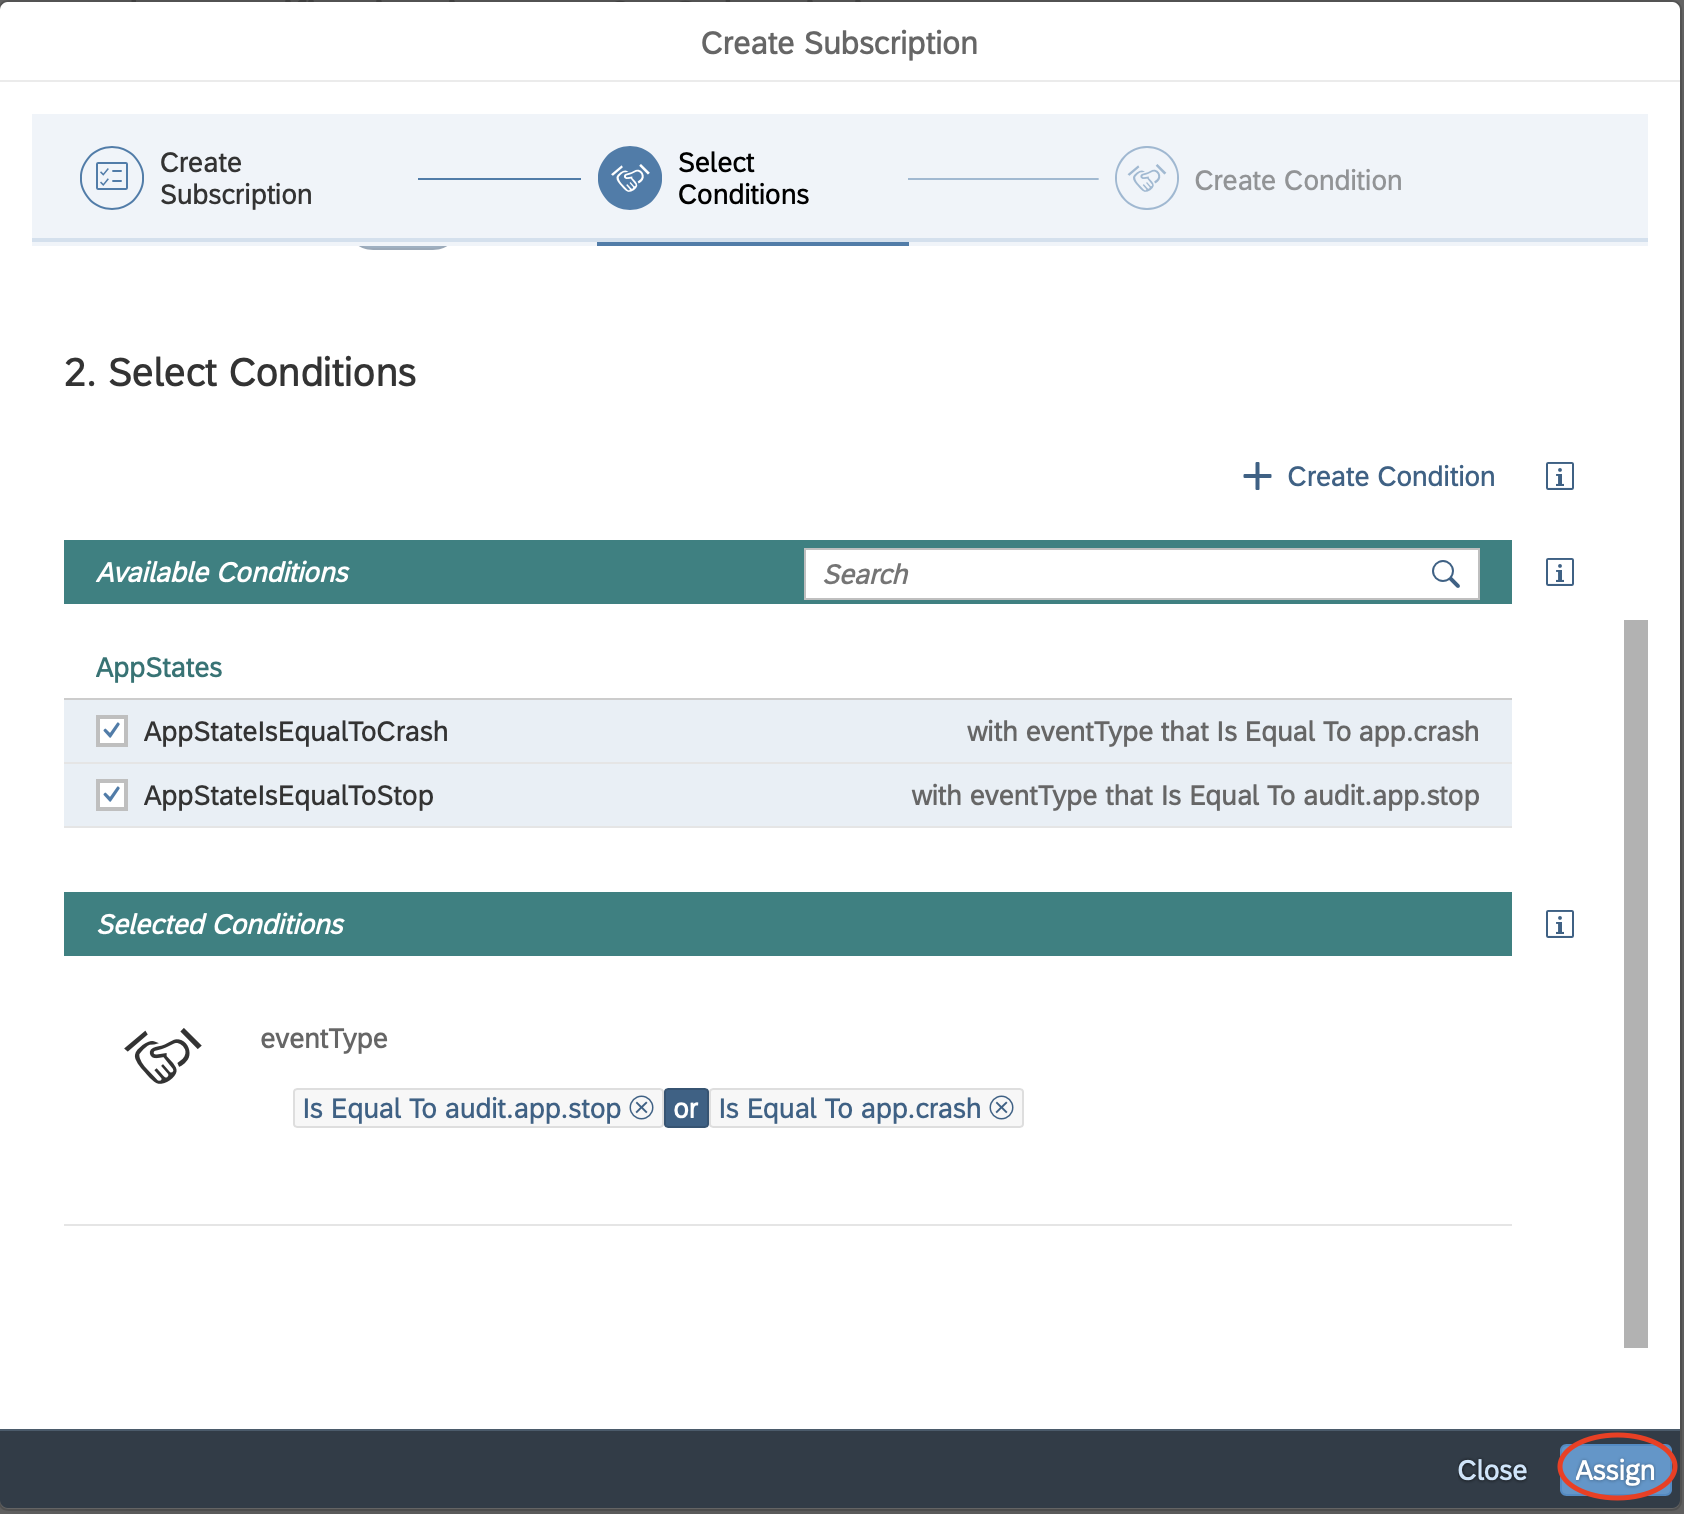 Create Subscription
Create
Subscription
Select
Conditions
Create Condition
2. Select Conditions
Create Condition
Available Conditions
Search
AppStates
AppStateIsEqualToCrash
with eventType that Is Equal To app.crash
AppStateIsEqualToStop
with eventType that Is Equal To audit.app.stop
Selected Conditions
eventType
Is Equal To audit.app.stop or Is Equal To app.crash
Close Assign